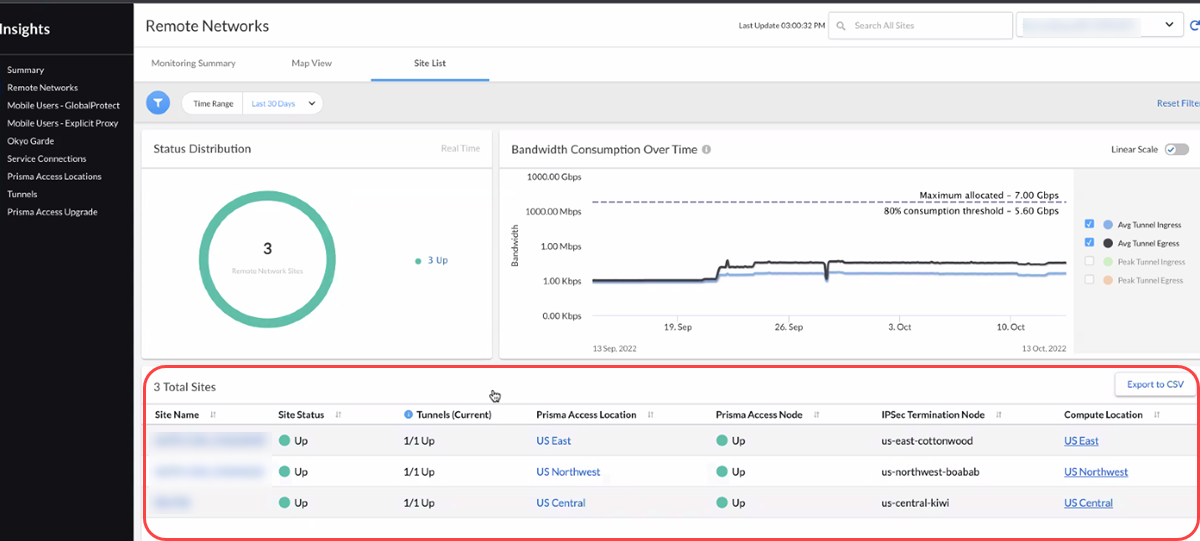 Insights
Summary
Remote Networks
Mobile Users - GlobalProtect
Mobile Users - Explicit Proxy
Okyo Garde
Service Connections
Prisma Access Locations
Tunnels
Prisma Access Upgrade
Remote Networks
Last Update 03:00:32 PM
Search All Sites
Monitoring Summary Map View Site List
Time Range Last 30 Days
Reset Filte
Status Distribution Real Time
3
Remote Network Sites
3 Up
Bandwidth Consumption Over Time
Linear Scale
Bandwidth
1000.00 Gbps
1000.00 Mbps
1.00 Mbps
1.00 Kbps
0.00 Kbps
Maximum allocated – 7.00 Gbps
80% consumption threshold – 5.60 Gbps
19. Sep 26. Sep 3. Oct 10. Oct
13 Sep, 2022 13 Oct, 2022
Avg Tunnel Ingress
Avg Tunnel Egress
Peak Tunnel Ingress
Peak Tunnel Egress
3 Total Sites Export to CSV
Site Name Site Status Tunnels (Current) Prisma Access Location Prisma Access Node IPSec Termination Node Compute Location
Up 1/1 Up US East Up us-east-cottonwood US East
Up 1/1 Up US Northwest Up us-northwest-boabab US Northwest
Up 1/1 Up US Central Up us-central-kiwi US Central